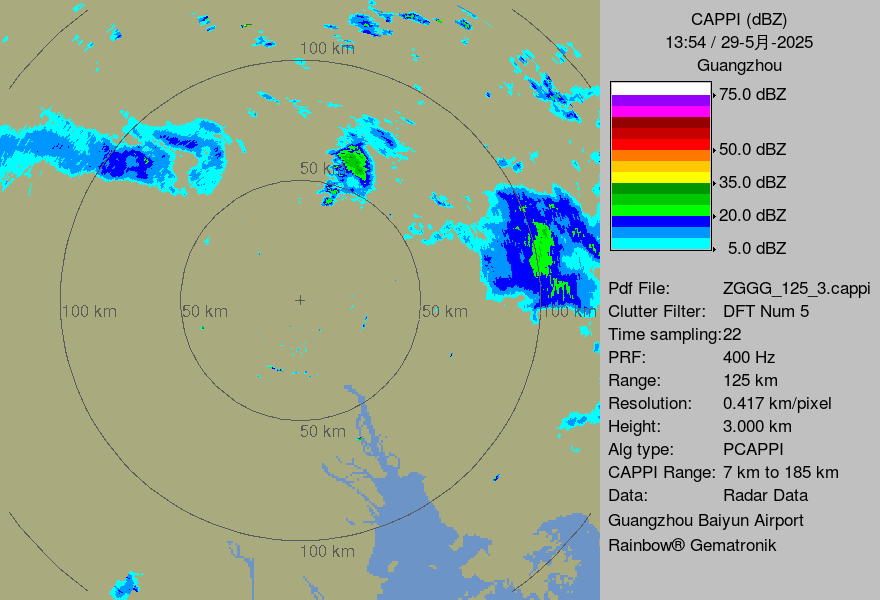 CAPPI (dBZ)
13:54 / 29-5月-2025
Guangzhou
75.0 dBZ
50.0 dBZ
35.0 dBZ
20.0 dBZ
5.0 dBZ
Pdf File: ZGGG_125_3.cappi
Clutter Filter: DFT Num 5
Time sampling:22
PRF: 400 Hz
Range: 125 km
Resolution: 0.417 km/pixel
Height: 3.000 km
Alg type: PCAPPI
CAPPI Range: 7 km to 185 km
Data: Radar Data
Guangzhou Baiyun Airport
Rainbow® Gematronik
100 km
50 km
100 km
50 km
50 km
100 km
50 km
100 km